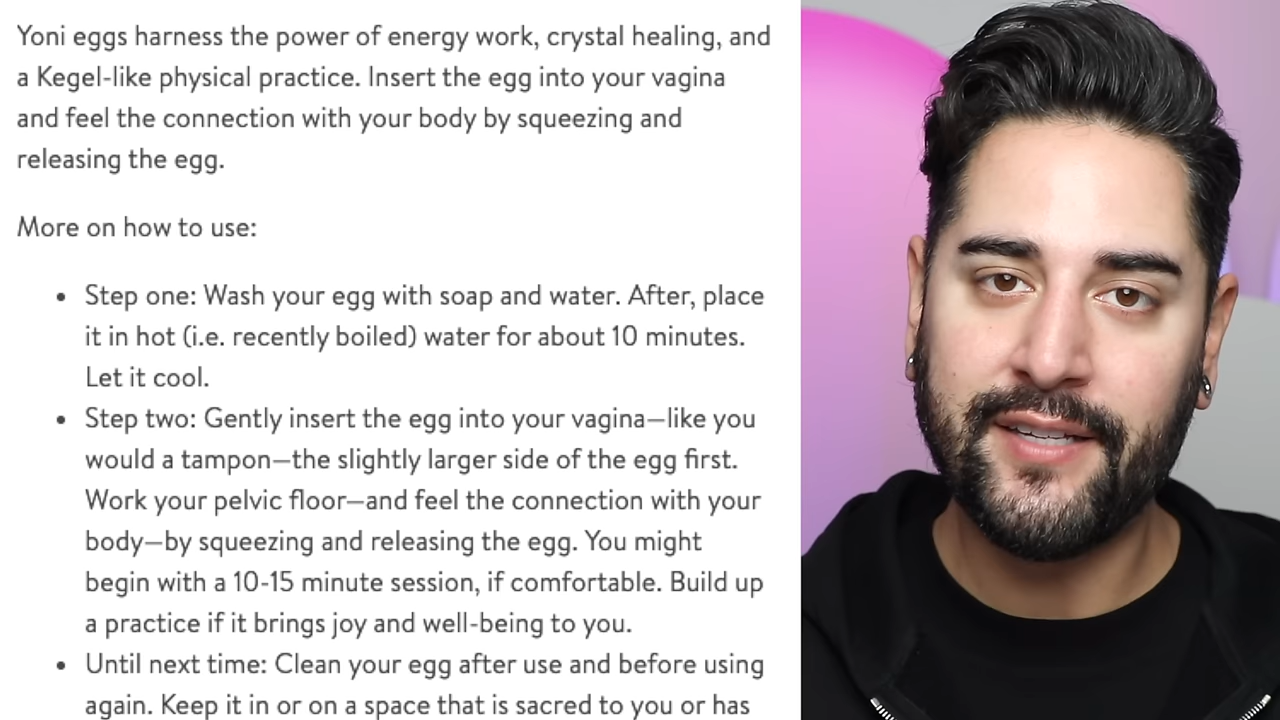 Yoni eggs harness the power of energy work, crystal healing, and
a Kegel-like physical practice. Insert the egg into your vagina
and feel the connection with your body by squeezing and
releasing the egg.
More on how to use:
• Step one: Wash your egg with soap and water. After, place
it in hot (i.e. recently boiled) water for about 10 minutes.
Let it cool.
• Step two: Gently insert the egg into your vagina—like you
would a tampon—the slightly larger side of the egg first.
Work your pelvic floor—and feel the connection with your
body—by squeezing and releasing the egg. You might
begin with a 10-15 minute session, if comfortable. Build up
a practice if it brings joy and well-being to you.
• Until next time: Clean your egg after use and before using
again. Keep it in or on a space that is sacred to you or has